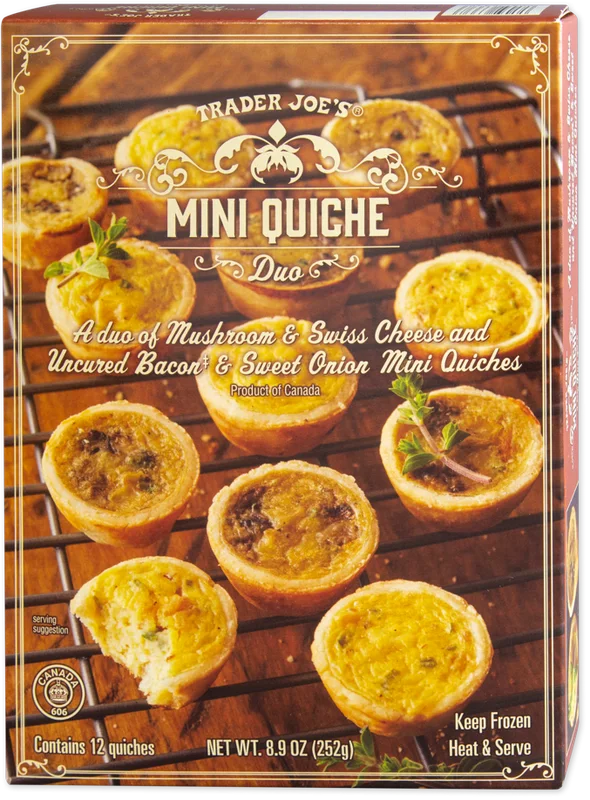 TRADER JOE'S®
MINI QUICHE
Duo
A duo of Mushroom & Swiss Cheese and
Uncured Bacon‡ & Sweet Onion Mini Quiches
Product of Canada
serving
suggestion
CANADA
606
Contains 12 quiches
NET WT. 8.9 OZ (252g)
Keep Frozen
Heat & Serve